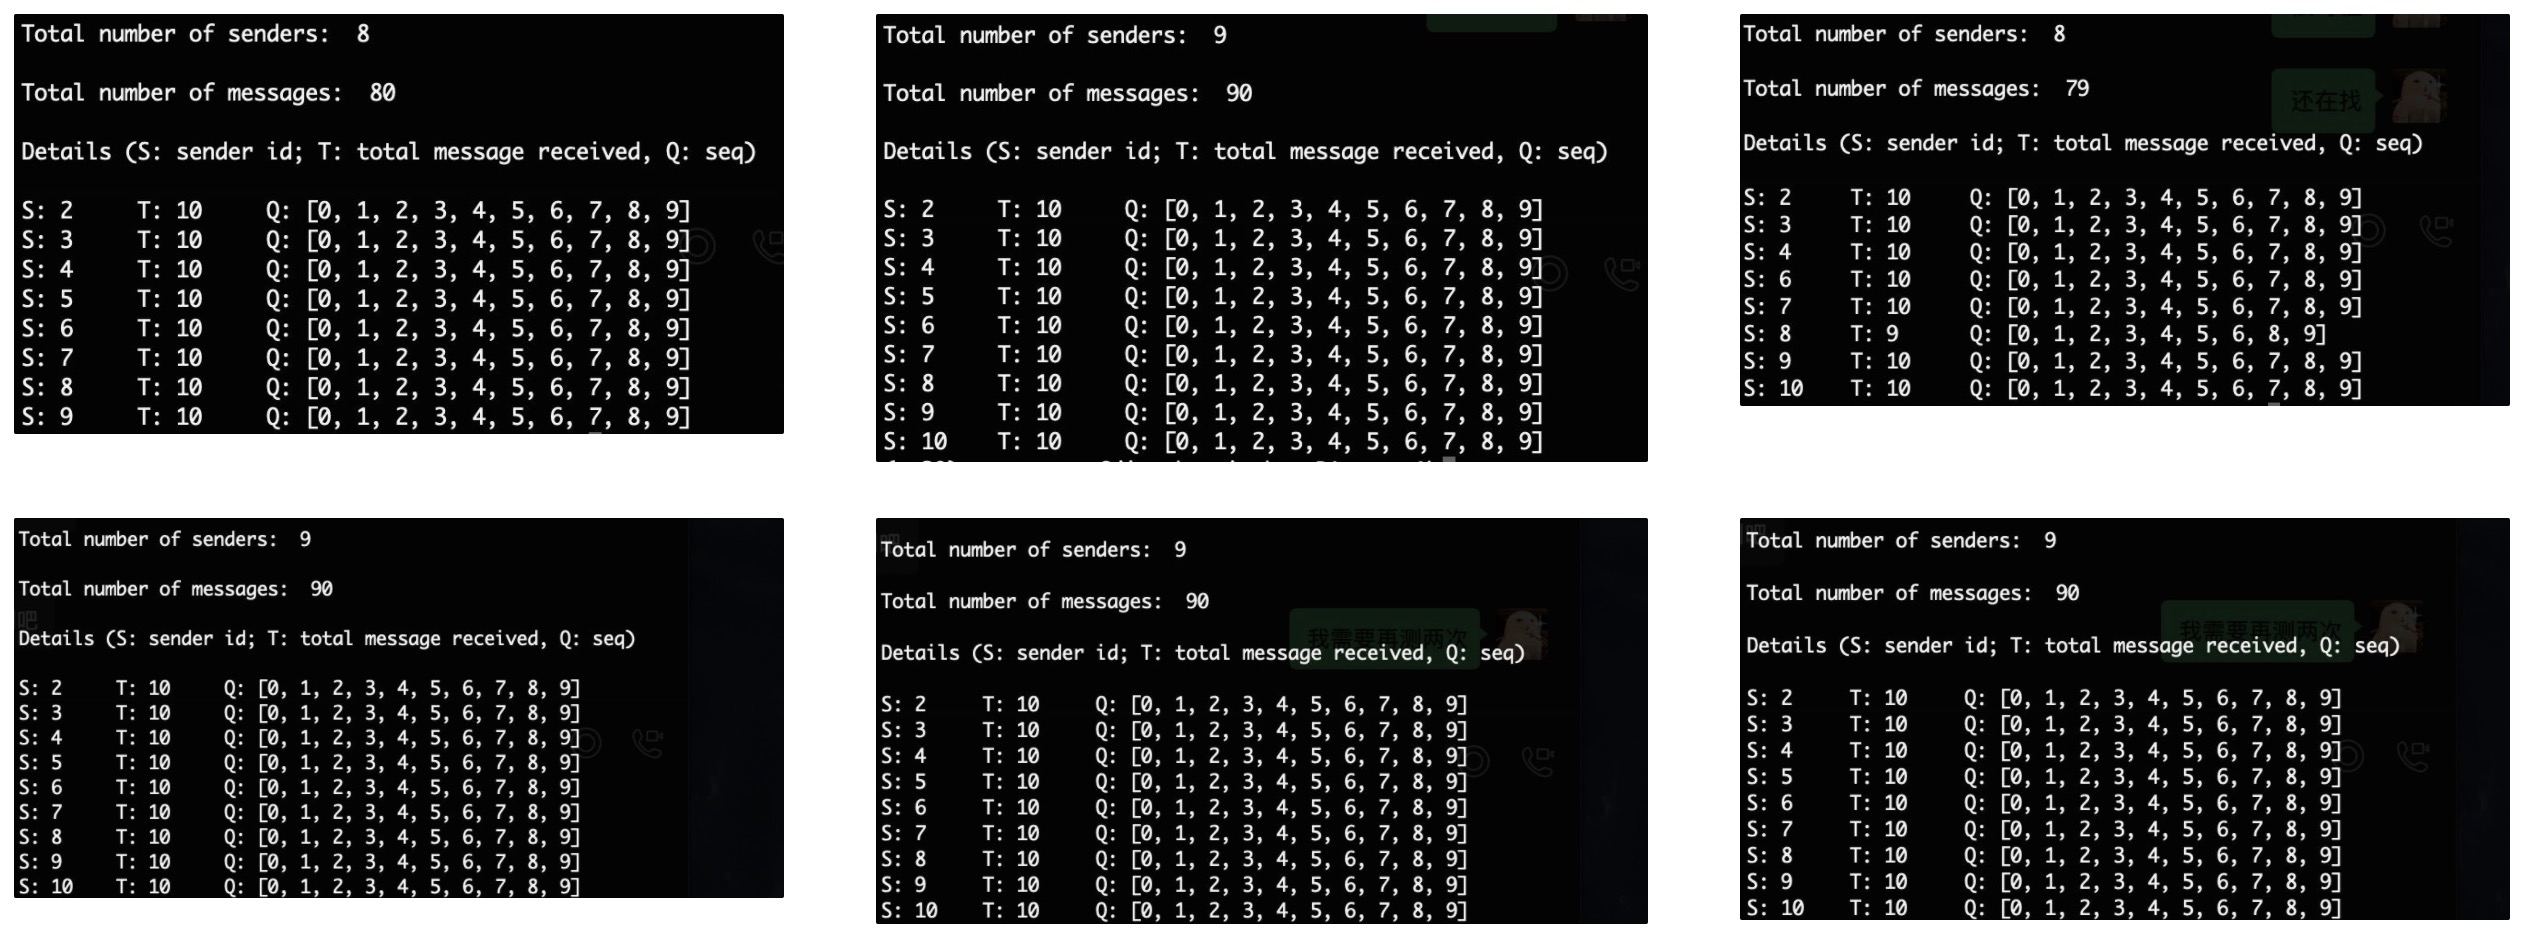 Total number of senders:  8
Total number of messages:  80
Details (S: sender id; T: total message received, Q: seq)
S: 2     T: 10     Q: [0, 1, 2, 3, 4, 5, 6, 7, 8, 9]
S: 3     T: 10     Q: [0, 1, 2, 3, 4, 5, 6, 7, 8, 9]
S: 4     T: 10     Q: [0, 1, 2, 3, 4, 5, 6, 7, 8, 9]
S: 5     T: 10     Q: [0, 1, 2, 3, 4, 5, 6, 7, 8, 9]
S: 6     T: 10     Q: [0, 1, 2, 3, 4, 5, 6, 7, 8, 9]
S: 7     T: 10     Q: [0, 1, 2, 3, 4, 5, 6, 7, 8, 9]
S: 8     T: 10     Q: [0, 1, 2, 3, 4, 5, 6, 7, 8, 9]
S: 9     T: 10     Q: [0, 1, 2, 3, 4, 5, 6, 7, 8, 9]
Total number of senders:  9
Total number of messages:  90
Details (S: sender id; T: total message received, Q: seq)
S: 2     T: 10     Q: [0, 1, 2, 3, 4, 5, 6, 7, 8, 9]
S: 3     T: 10     Q: [0, 1, 2, 3, 4, 5, 6, 7, 8, 9]
S: 4     T: 10     Q: [0, 1, 2, 3, 4, 5, 6, 7, 8, 9]
S: 5     T: 10     Q: [0, 1, 2, 3, 4, 5, 6, 7, 8, 9]
S: 6     T: 10     Q: [0, 1, 2, 3, 4, 5, 6, 7, 8, 9]
S: 7     T: 10     Q: [0, 1, 2, 3, 4, 5, 6, 7, 8, 9]
S: 8     T: 10     Q: [0, 1, 2, 3, 4, 5, 6, 7, 8, 9]
S: 9     T: 10     Q: [0, 1, 2, 3, 4, 5, 6, 7, 8, 9]
S: 10    T: 10     Q: [0, 1, 2, 3, 4, 5, 6, 7, 8, 9]
Total number of senders:  8
Total number of messages:  79
还在找
Details (S: sender id; T: total message received, Q: seq)
S: 2     T: 10     Q: [0, 1, 2, 3, 4, 5, 6, 7, 8, 9]
S: 3     T: 10     Q: [0, 1, 2, 3, 4, 5, 6, 7, 8, 9]
S: 4     T: 10     Q: [0, 1, 2, 3, 4, 5, 6, 7, 8, 9]
S: 6     T: 10     Q: [0, 1, 2, 3, 4, 5, 6, 7, 8, 9]
S: 7     T: 10     Q: [0, 1, 2, 3, 4, 5, 6, 7, 8, 9]
S: 8     T: 9      Q: [0, 1, 2, 3, 4, 5, 6, 8, 9]
S: 9     T: 10     Q: [0, 1, 2, 3, 4, 5, 6, 7, 8, 9]
S: 10    T: 10     Q: [0, 1, 2, 3, 4, 5, 6, 7, 8, 9]
Total number of senders:  9
Total number of messages:  90
吧
Details (S: sender id; T: total message received, Q: seq)
S: 2     T: 10     Q: [0, 1, 2, 3, 4, 5, 6, 7, 8, 9]
S: 3     T: 10     Q: [0, 1, 2, 3, 4, 5, 6, 7, 8, 9]
S: 4     T: 10     Q: [0, 1, 2, 3, 4, 5, 6, 7, 8, 9]
S: 5     T: 10     Q: [0, 1, 2, 3, 4, 5, 6, 7, 8, 9]
S: 6     T: 10     Q: [0, 1, 2, 3, 4, 5, 6, 7, 8, 9]
S: 7     T: 10     Q: [0, 1, 2, 3, 4, 5, 6, 7, 8, 9]
S: 8     T: 10     Q: [0, 1, 2, 3, 4, 5, 6, 7, 8, 9]
S: 9     T: 10     Q: [0, 1, 2, 3, 4, 5, 6, 7, 8, 9]
S: 10    T: 10     Q: [0, 1, 2, 3, 4, 5, 6, 7, 8, 9]
Total number of senders:  9
Total number of messages:  90
我需要再测两次
Details (S: sender id; T: total message received, Q: seq)
S: 2     T: 10     Q: [0, 1, 2, 3, 4, 5, 6, 7, 8, 9]
S: 3     T: 10     Q: [0, 1, 2, 3, 4, 5, 6, 7, 8, 9]
S: 4     T: 10     Q: [0, 1, 2, 3, 4, 5, 6, 7, 8, 9]
S: 5     T: 10     Q: [0, 1, 2, 3, 4, 5, 6, 7, 8, 9]
S: 6     T: 10     Q: [0, 1, 2, 3, 4, 5, 6, 7, 8, 9]
S: 7     T: 10     Q: [0, 1, 2, 3, 4, 5, 6, 7, 8, 9]
S: 8     T: 10     Q: [0, 1, 2, 3, 4, 5, 6, 7, 8, 9]
S: 9     T: 10     Q: [0, 1, 2, 3, 4, 5, 6, 7, 8, 9]
S: 10    T: 10     Q: [0, 1, 2, 3, 4, 5, 6, 7, 8, 9]
Total number of senders:  9
Total number of messages:  90
我需要再测两次
Details (S: sender id; T: total message received, Q: seq)
S: 2     T: 10     Q: [0, 1, 2, 3, 4, 5, 6, 7, 8, 9]
S: 3     T: 10     Q: [0, 1, 2, 3, 4, 5, 6, 7, 8, 9]
S: 4     T: 10     Q: [0, 1, 2, 3, 4, 5, 6, 7, 8, 9]
S: 5     T: 10     Q: [0, 1, 2, 3, 4, 5, 6, 7, 8, 9]
S: 6     T: 10     Q: [0, 1, 2, 3, 4, 5, 6, 7, 8, 9]
S: 7     T: 10     Q: [0, 1, 2, 3, 4, 5, 6, 7, 8, 9]
S: 8     T: 10     Q: [0, 1, 2, 3, 4, 5, 6, 7, 8, 9]
S: 9     T: 10     Q: [0, 1, 2, 3, 4, 5, 6, 7, 8, 9]
S: 10    T: 10     Q: [0, 1, 2, 3, 4, 5, 6, 7, 8, 9]